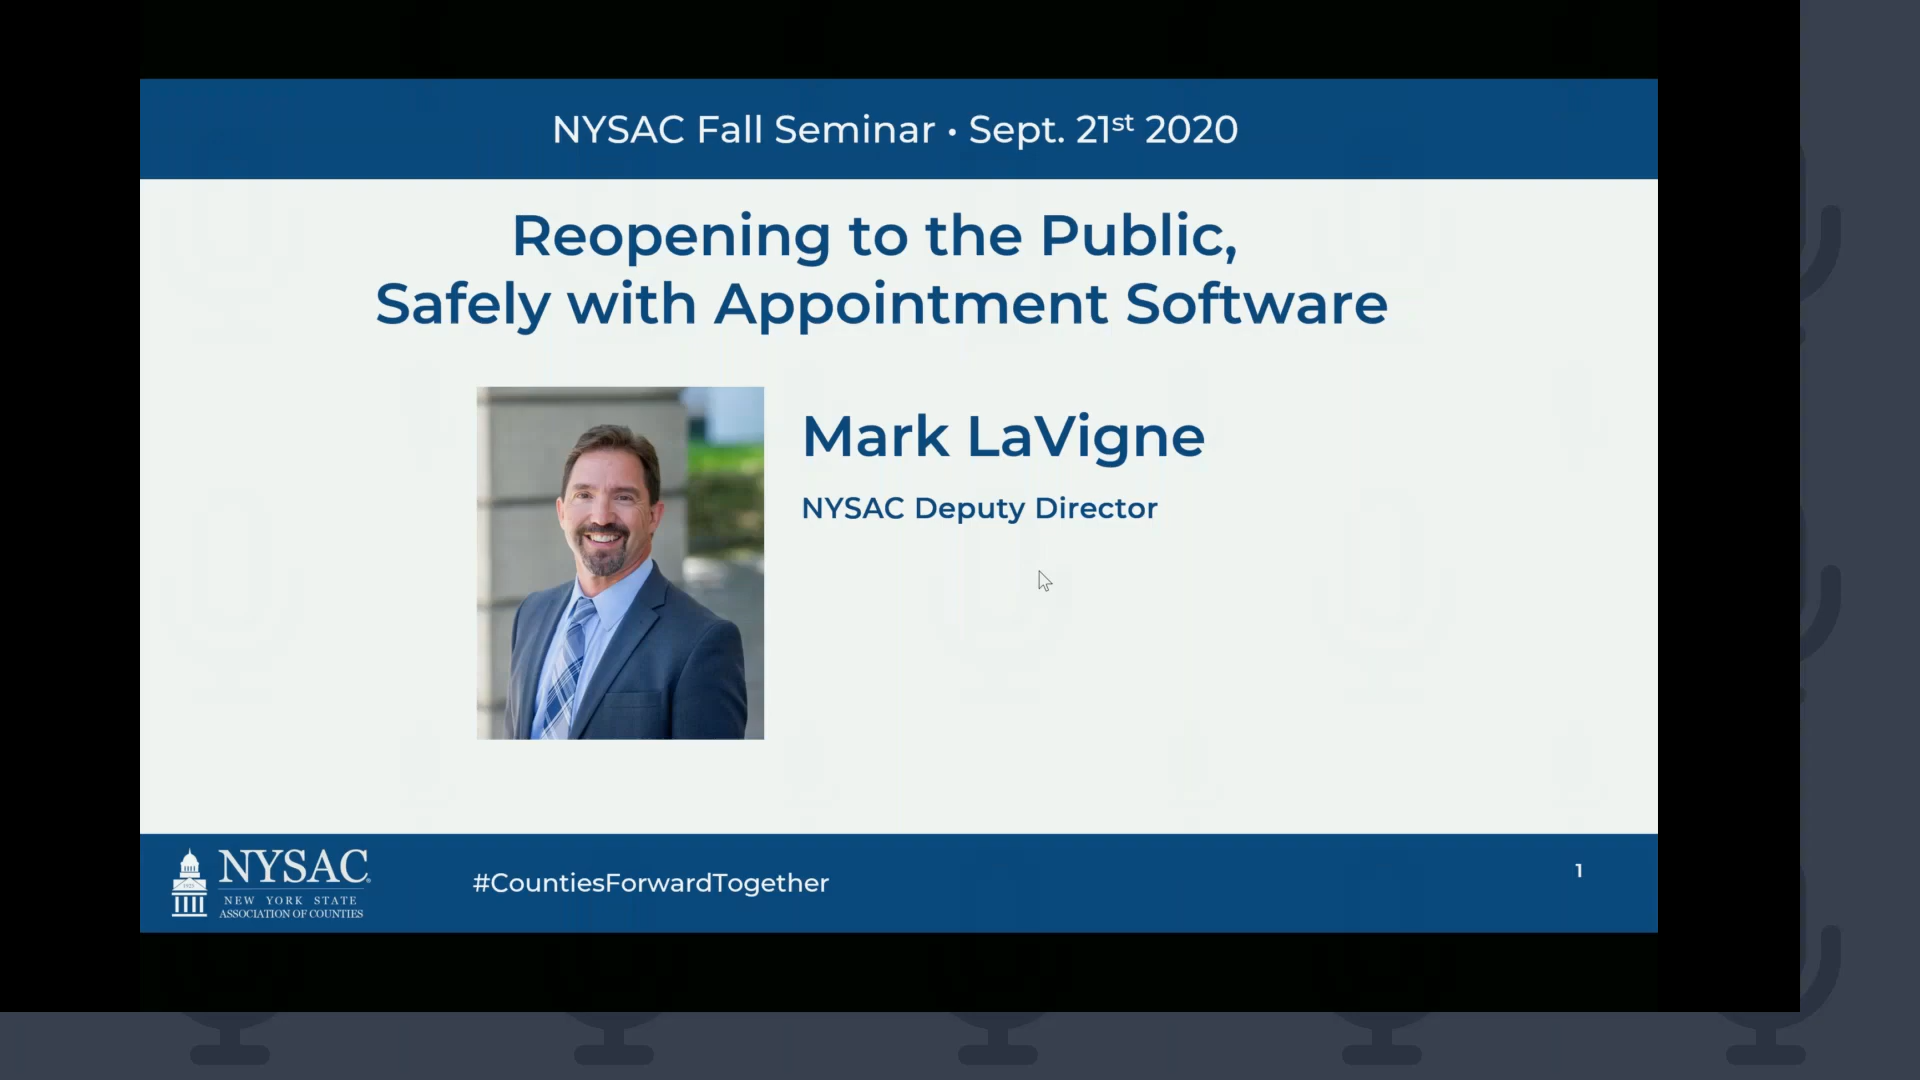 NYSAC Fall Seminar • Sept. 21st 2020
Reopening to the Public,
Safely with Appointment Software
Mark LaVigne
NYSAC Deputy Director
NYSAC
NEW YORK STATE
ASSOCIATION OF COUNTIES
#CountiesForwardTogether
1